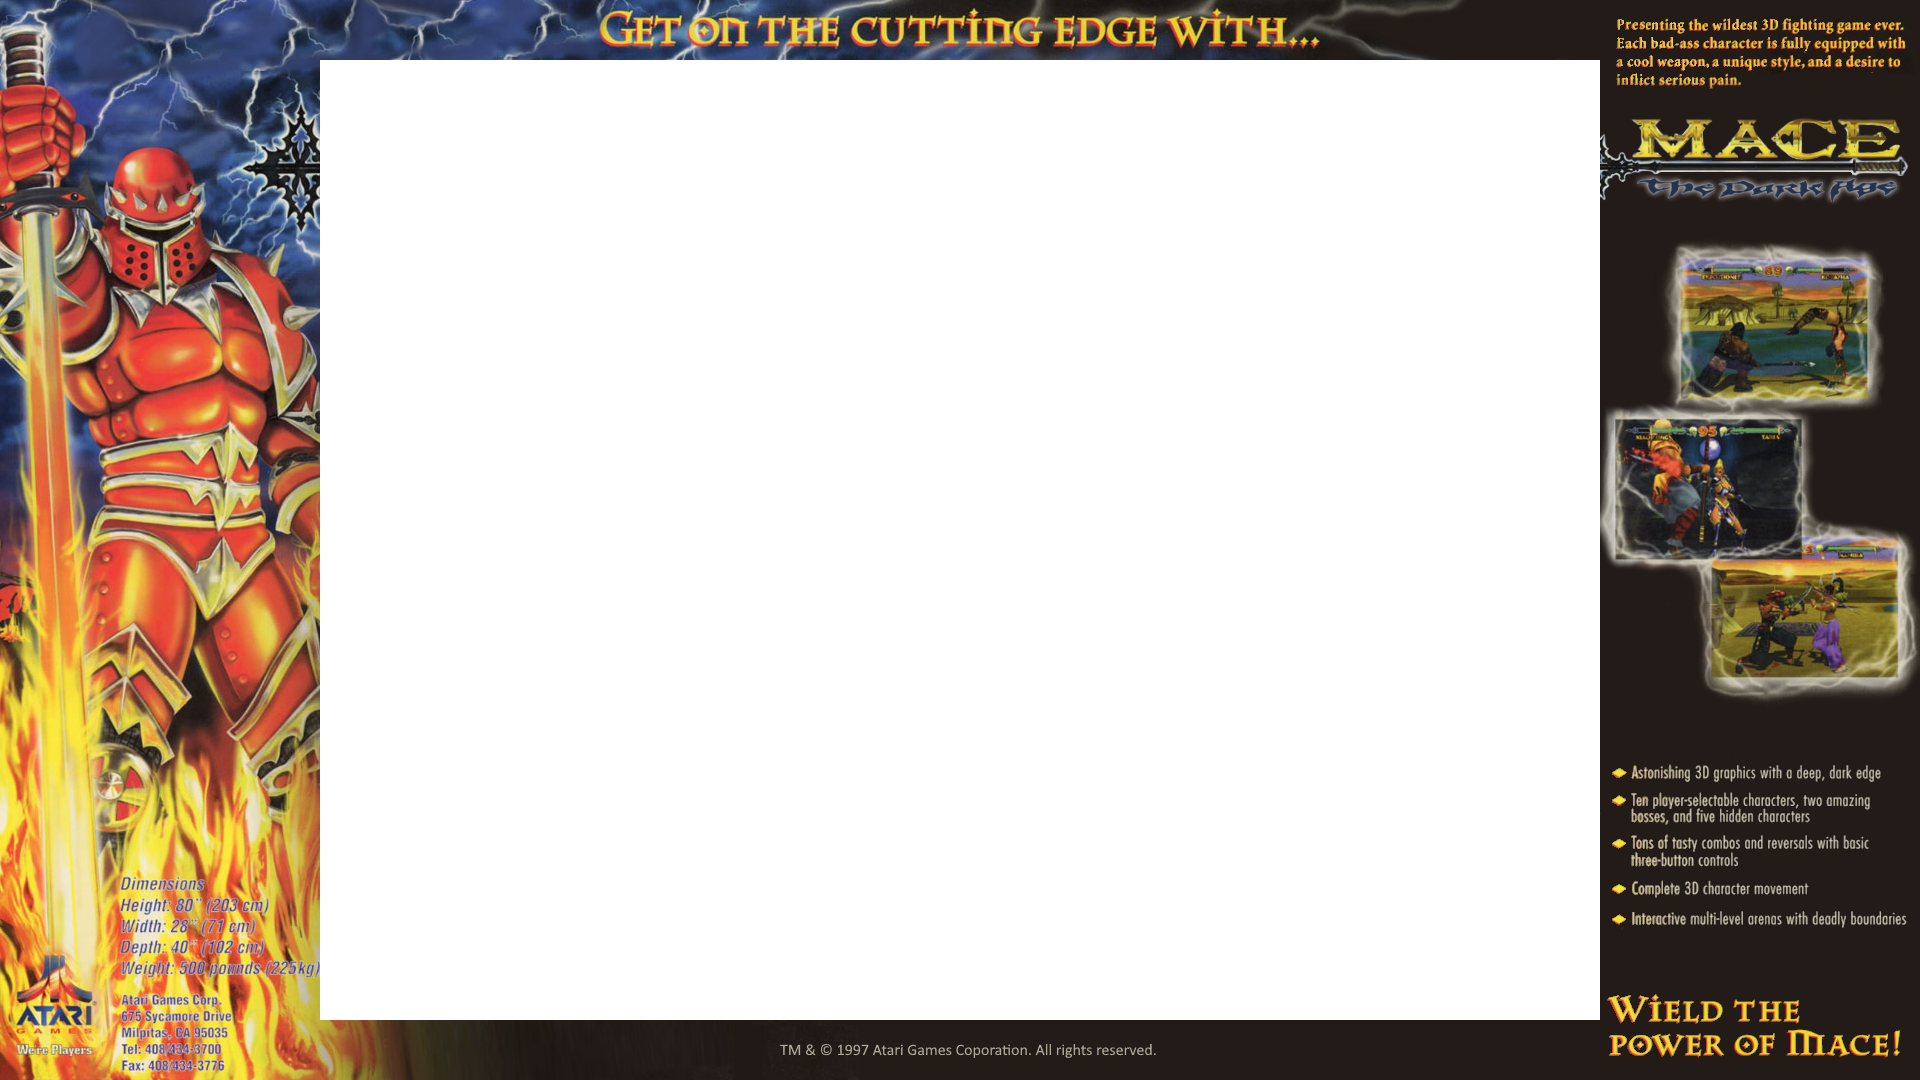 GET ON THE CUTTING EDGE WITH...
Presenting the wildest 3D fighting game ever.
Each bad-ass character is fully equipped with
a cool weapon, a unique style, and a desire to
inflict serious pain.
MACE
The Dark Age
89
95
TARIA
Astonishing 3D graphics with a deep, dark edge
Ten player-selectable characters, two amazing
bosses, and five hidden characters
Tons of tasty combos and reversals with basic
three-button controls
Complete 3D character movement
Interactive multi-level arenas with deadly boundaries
WIELD THE
POWER OF MACE!
Dimensions
Height: 80" (203 cm)
Width: 28" (71 cm)
Depth: 40" (102 cm)
Weight: 500 pounds (225kg)
ATARI
GAMES
We're Players
Atari Games Corp.
675 Sycamore Drive
Milpitas, CA 95035
Tel: 408/434-3700
Fax: 408/434-3776
TM & © 1997 Atari Games Coporation. All rights reserved.